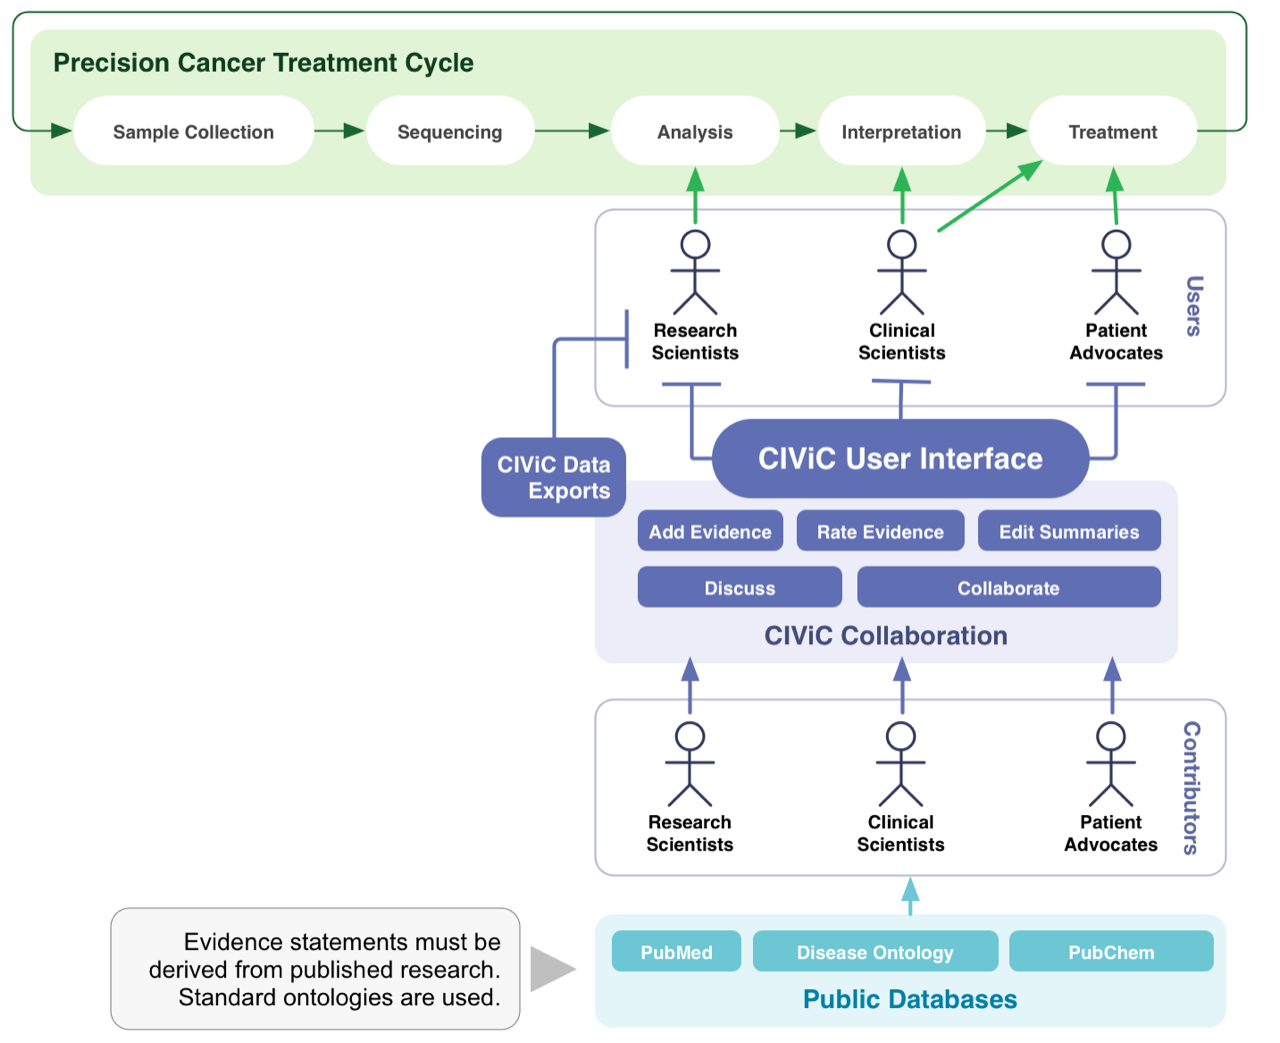 Precision Cancer Treatment Cycle
Sample Collection
Sequencing
Analysis
Interpretation
Treatment
Research
Scientists
Clinical
Scientists
Patient
Advocates
Users
CIViC Data
Exports
CIViC User Interface
Add Evidence
Rate Evidence
Edit Summaries
Discuss
Collaborate
CIViC Collaboration
Research
Scientists
Clinical
Scientists
Patient
Advocates
Contributors
Evidence statements must be
derived from published research.
Standard ontologies are used.
PubMed
Disease Ontology
PubChem
Public Databases